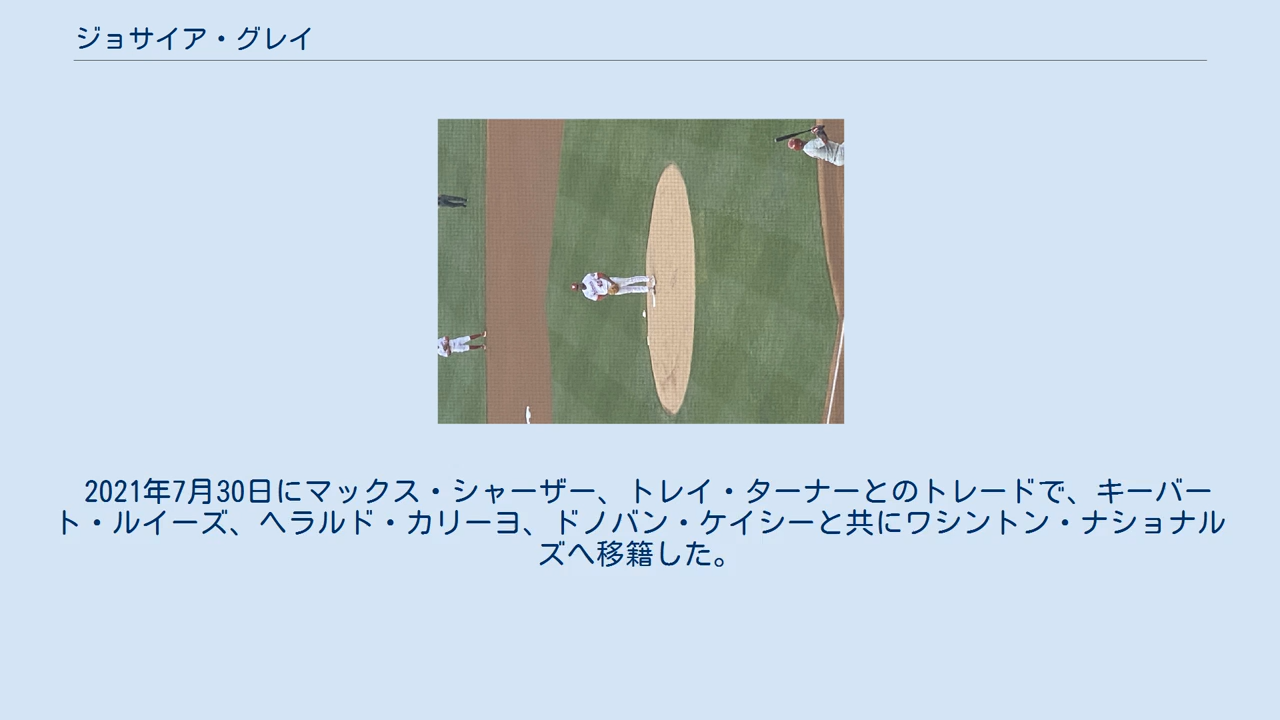 ジョサイア・グレイ
2021年7月30日にマックス・シャーザー、トレイ・ターナーとのトレードで、キーバー
ト・ルイーズ、ヘラルド・カリーヨ、ドノバン・ケイシーと共にワシントン・ナショナル
ズへ移籍した。